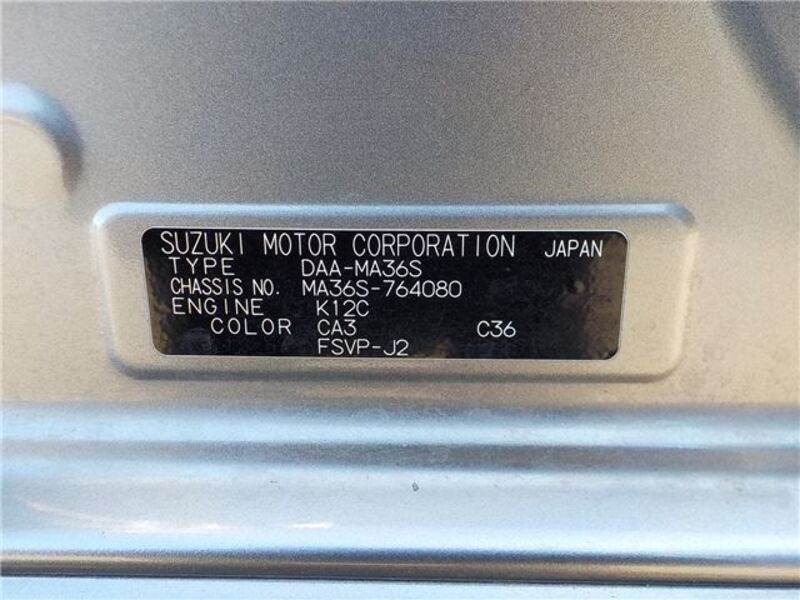 SUZUKI MOTOR CORPORATION JAPAN
TYPE DAA-MA36S
CHASSIS NO. MA36S-764080
ENGINE K12C
COLOR CA3 C36
FSVP-J2